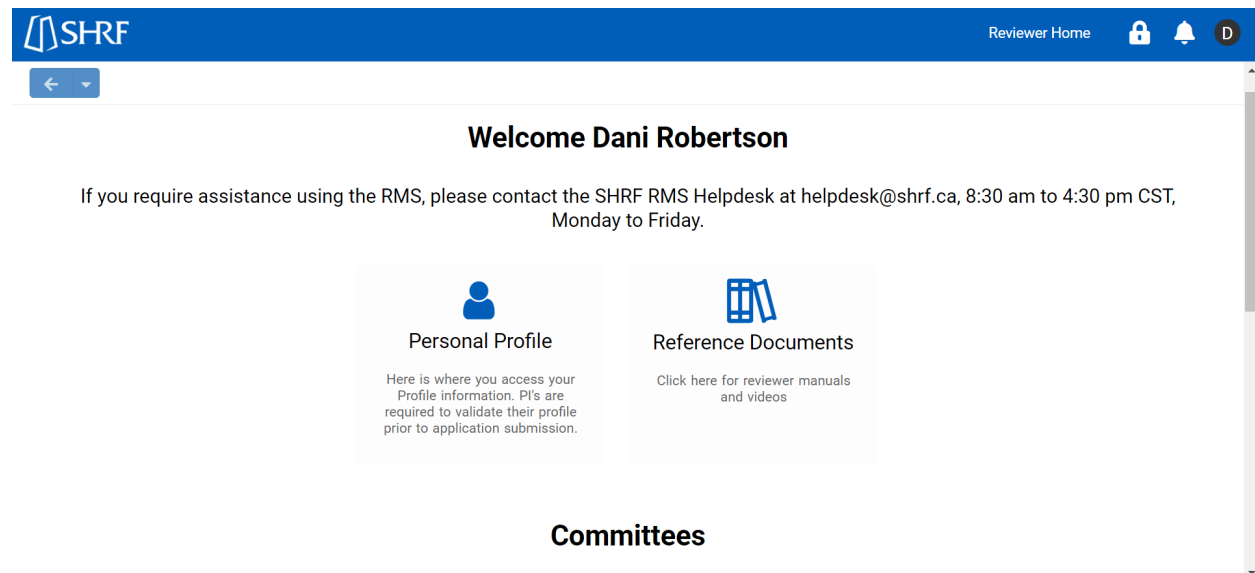 SHRF
Reviewer Home
D
Welcome Dani Robertson
If you require assistance using the RMS, please contact the SHRF RMS Helpdesk at helpdesk@shrf.ca, 8:30 am to 4:30 pm CST,
Monday to Friday.
Personal Profile
Here is where you access your
Profile information. PI's are
required to validate their profile
prior to application submission.
Reference Documents
Click here for reviewer manuals
and videos
Committees